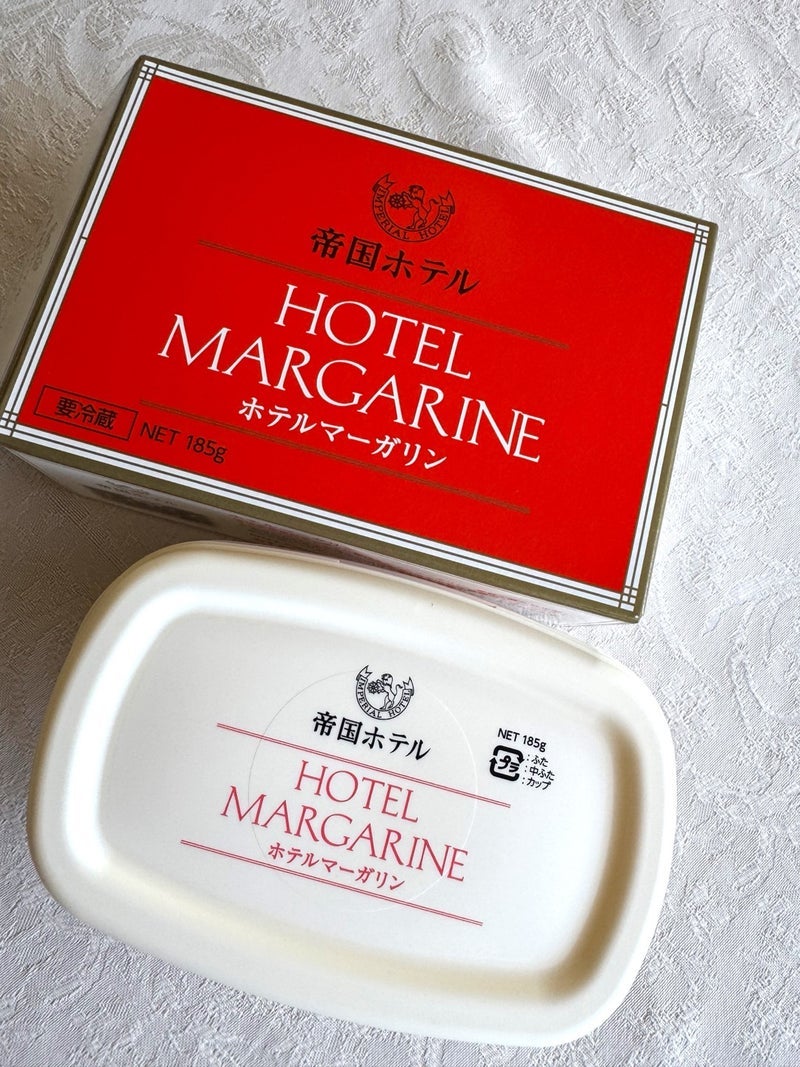 IMPERIAL HOTEL
帝国ホテル
HOTEL
MARGARINE
ホテルマーガリン
要冷蔵 NET 185g
IMPERIAL HOTEL
帝国ホテル
HOTEL
MARGARINE
ホテルマーガリン
NET 185g
プラ
:ふた
:中ふた
:カップ